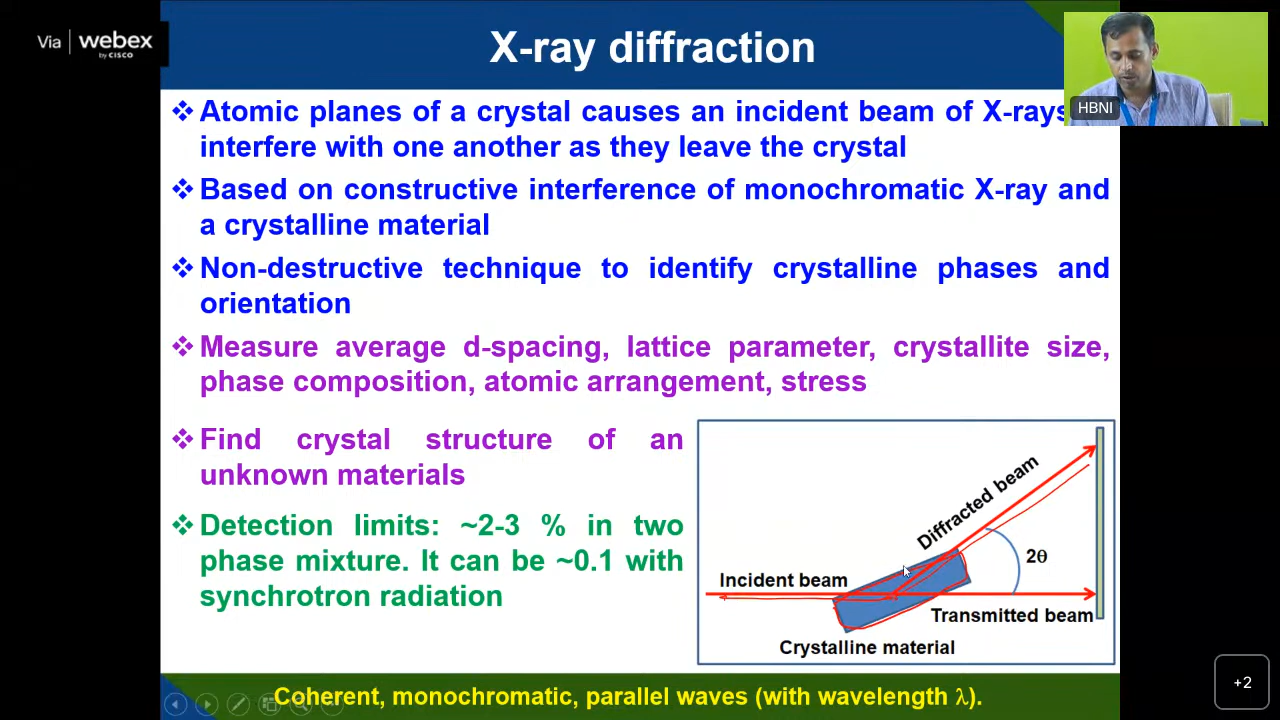 Via | webex
by CISCO
X-ray diffraction
HBNI
❖ Atomic planes of a crystal causes an incident beam of X-rays
interfere with one another as they leave the crystal
❖ Based on constructive interference of monochromatic X-ray and
a crystalline material
❖ Non-destructive technique to identify crystalline phases and
orientation
❖ Measure average d-spacing, lattice parameter, crystallite size,
phase composition, atomic arrangement, stress
❖ Find crystal structure of an
unknown materials
❖ Detection limits: ~2-3 % in two
phase mixture. It can be ~0.1 with
synchrotron radiation
Diffracted beam
2θ
Incident beam
Transmitted beam
Crystalline material
Coherent, monochromatic, parallel waves (with wavelength λ).
+2